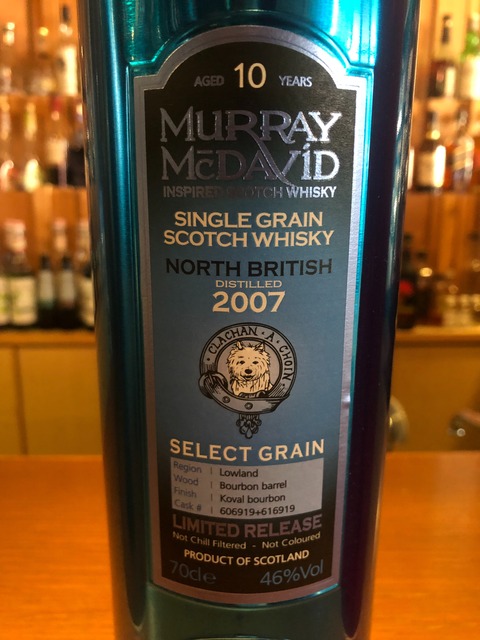 AGED 10 YEARS
MURRAY
McDAVID
INSPIRED SCOTCH WHISKY
SINGLE GRAIN
SCOTCH WHISKY
NORTH BRITISH
DISTILLED
2007
CLACHAN · A · CHOIN
SELECT GRAIN
Region | Lowland
Wood | Bourbon barrel
Finish | Koval bourbon
Cask # | 606919+616919
LIMITED RELEASE
Not Chill Filtered - Not Coloured
PRODUCT OF SCOTLAND
70cl e 46%Vol